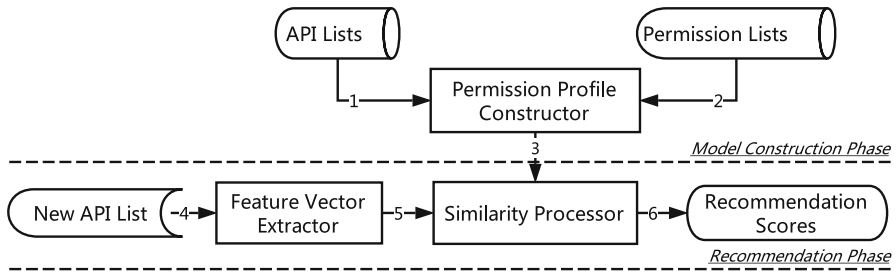 API Lists
Permission Lists
1
Permission Profile
Constructor
2
3
Model Construction Phase
New API List
4
Feature Vector
Extractor
5
Similarity Processor
6
Recommendation
Scores
Recommendation Phase